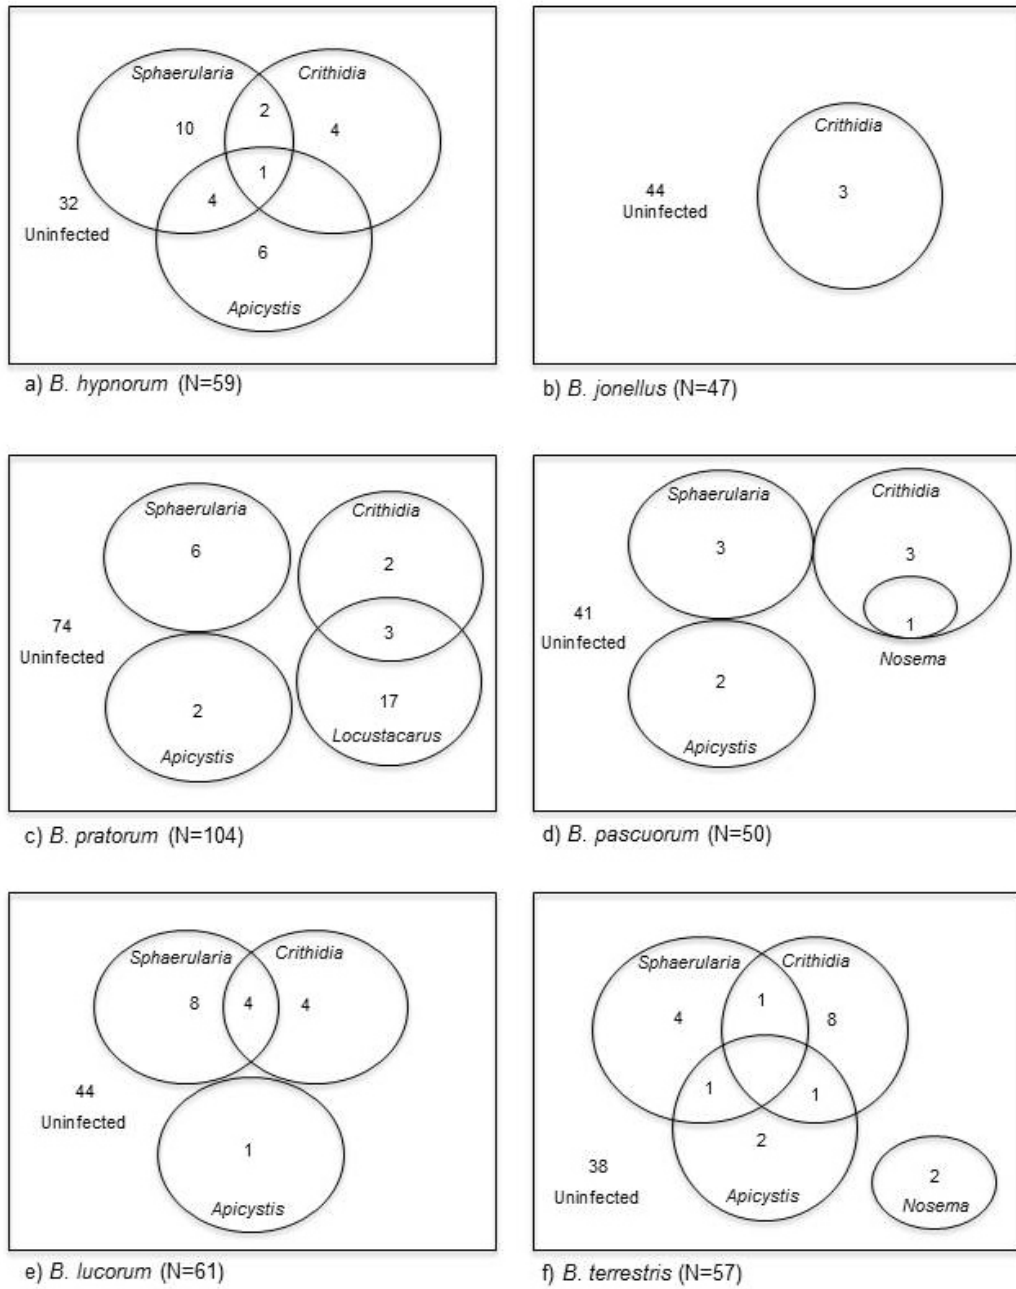 Sphaerularia
Crithidia
2
10
4
1
4
32
Uninfected
6
Apicystis
a) B. hypnorum (N=59)
Crithidia
3
44
Uninfected
b) B. jonellus (N=47)
Sphaerularia
Crithidia
6
2
74
Uninfected
3
2
17
Apicystis
Locustacarus
c) B. pratorum (N=104)
Sphaerularia
Crithidia
3
3
41
Uninfected
1
Nosema
2
Apicystis
d) B. pascuorum (N=50)
Sphaerularia
Crithidia
8
4
4
44
Uninfected
1
Apicystis
e) B. lucorum (N=61)
Sphaerularia
Crithidia
1
4
8
1
1
2
38
Uninfected
Apicystis
2
Nosema
f) B. terrestris (N=57)